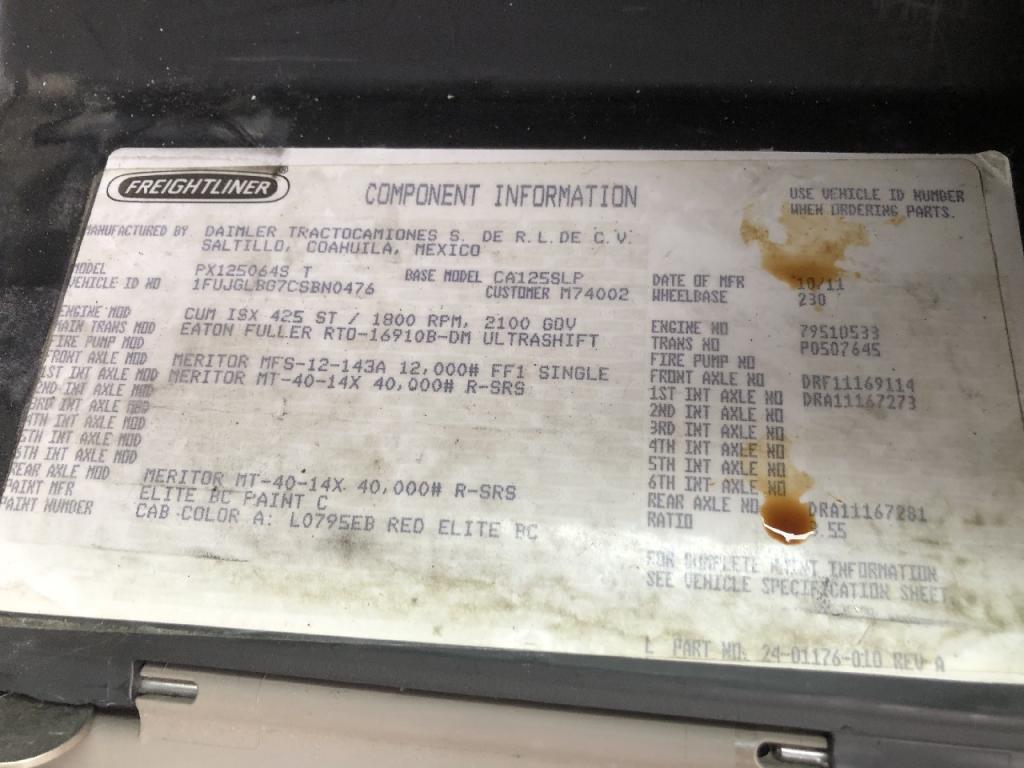 FREIGHTLINER®
COMPONENT INFORMATION
USE VEHICLE ID NUMBER
WHEN ORDERING PARTS.
MANUFACTURED BY DAIMLER TRACTOCAMIONES S. DE R.L.DE C.V.
SALTILLO, COAHUILA, MEXICO
MODEL PX125064S T BASE MODEL CA125SLP
VEHICLE ID NO 1FUJGLBG7CSBN0476 CUSTOMER M74002
DATE OF MFR 10/11
WHEELBASE 230
ENGINE MOD CUM ISX 425 ST / 1800 RPM, 2100 GOV
MAIN TRANS MOD EATON FULLER RTO-16910B-DM ULTRASHIFT
FIRE PUMP MOD
FRONT AXLE MOD MERITOR MFS-12-143A 12,000# FF1 SINGLE
1ST INT AXLE MOD MERITOR MT-40-14X 40,000# R-SRS
2ND INT AXLE MOD
3RD INT AXLE MOD
4TH INT AXLE MOD
5TH INT AXLE MOD
6TH INT AXLE MOD
REAR AXLE MOD MERITOR MT-40-14X 40,000# R-SRS
PAINT MFR ELITE BC PAINT C
PAINT NUMBER CAB COLOR A: L0795EB RED ELITE BC
ENGINE NO 79510533
TRANS NO P0507645
FIRE PUMP NO
FRONT AXLE NO DRF11169114
1ST INT AXLE NO DRA11167273
2ND INT AXLE NO
3RD INT AXLE NO
4TH INT AXLE NO
5TH INT AXLE NO
6TH INT AXLE NO
REAR AXLE NO DRA11167281
RATIO .55
FOR COMPLETE PAINT INFORMATION
SEE VEHICLE SPECIFICATION SHEET
L PART NO. 24-01176-010 REV A